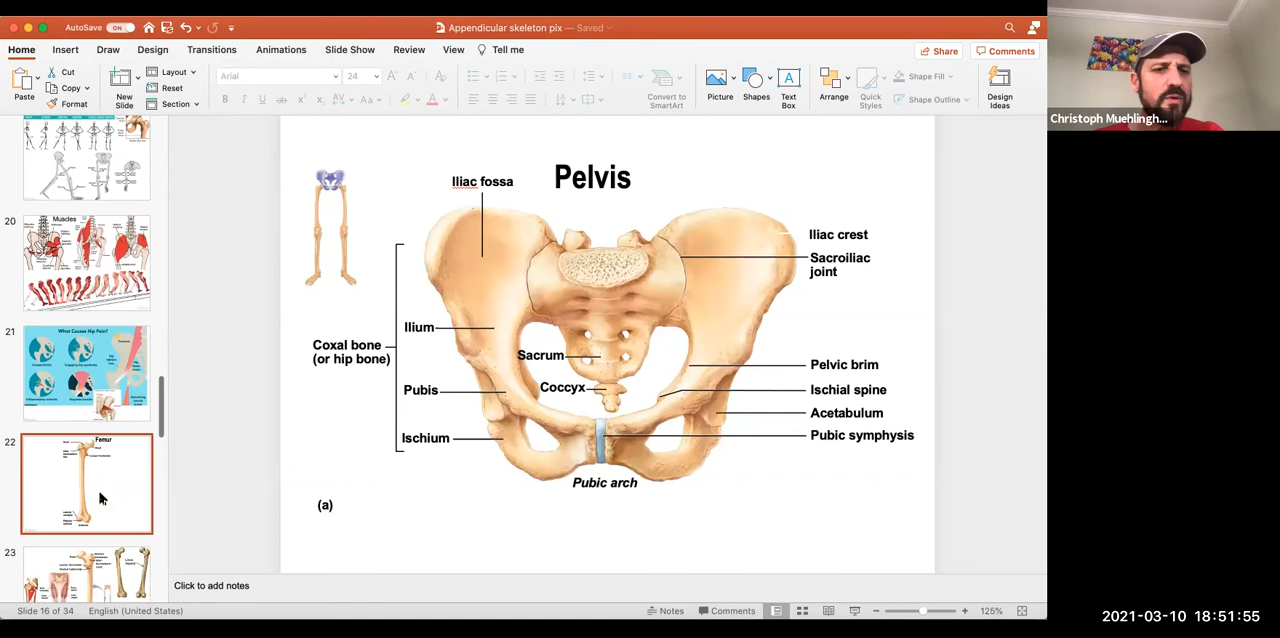 AutoSave ON
Appendicular skeleton pix — Saved
Home Insert Draw Design Transitions Animations Slide Show Review View Tell me
Share Comments
Paste
Cut
Copy
Format
New Slide
Layout
Reset
Section
Arial 24
Convert to SmartArt
Picture
Shapes
Text Box
Arrange
Quick Styles
Shape Fill
Shape Outline
Design Ideas
Christoph Muehlingh...
20
Muscles
21
What Causes Hip Pain?
22
Femur
23
Pelvis
Iliac fossa
Iliac crest
Sacroiliac
joint
Ilium
Coxal bone
(or hip bone)
Sacrum
Coccyx
Pubis
Ischium
Pelvic brim
Ischial spine
Acetabulum
Pubic symphysis
Pubic arch
(a)
Click to add notes
Slide 16 of 34 English (United States)
Notes Comments 125%
2021-03-10 18:51:55